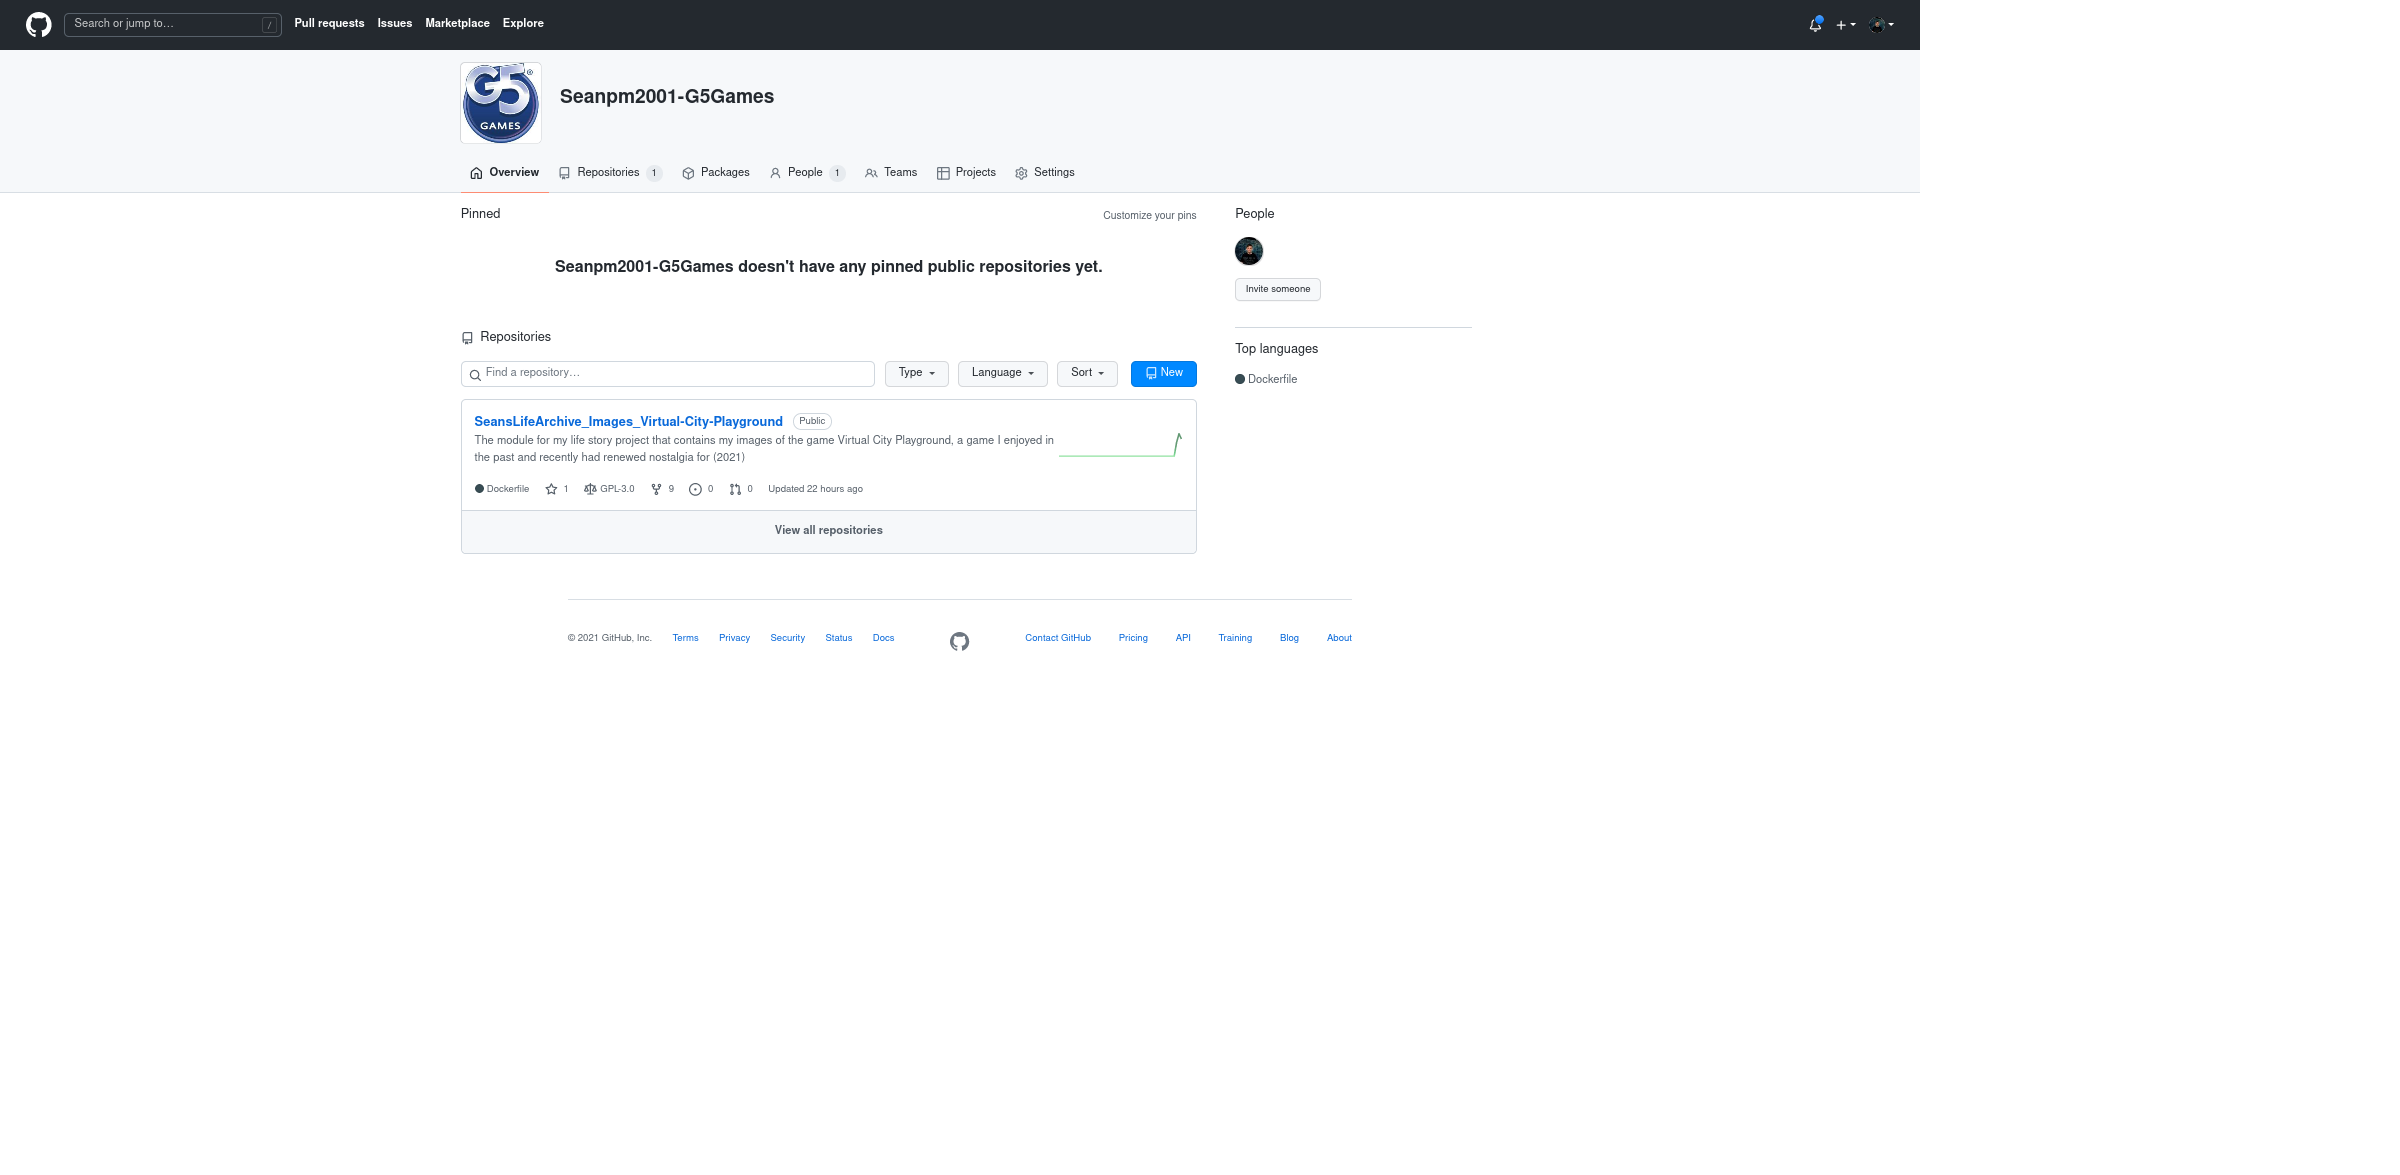 Search or jump to…
/
Pull requests
Issues
Marketplace
Explore
G5®
GAMES
Seanpm2001-G5Games
Overview
Repositories 1
Packages
People 1
Teams
Projects
Settings
Pinned
Customize your pins
Seanpm2001-G5Games doesn't have any pinned public repositories yet.
Repositories
Find a repository…
Type
Language
Sort
New
SeansLifeArchive_Images_Virtual-City-Playground Public
The module for my life story project that contains my images of the game Virtual City Playground, a game I enjoyed in
the past and recently had renewed nostalgia for (2021)
Dockerfile 1 GPL-3.0 9 0 0 Updated 22 hours ago
View all repositories
People
Invite someone
Top languages
Dockerfile
© 2021 GitHub, Inc. Terms Privacy Security Status Docs Contact GitHub Pricing API Training Blog About